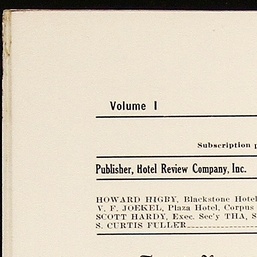 Volume I
Subscription p
Publisher, Hotel Review Company, Inc.
HOWARD HIGBY, Blackstone Hotel
V. F. JOEKEL, Plaza Hotel, Corpus
SCOTT HARDY, Exec. Sec'y THA, S
S. CURTIS FULLER